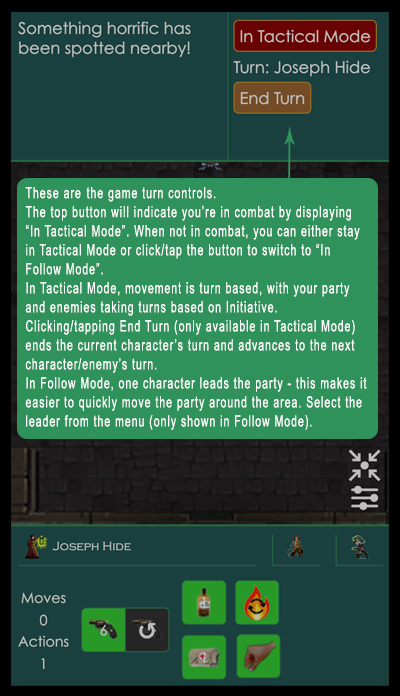 Something horrific has
been spotted nearby!
In Tactical Mode
Turn: Joseph Hide
End Turn
These are the game turn controls.
The top button will indicate you're in combat by displaying
"In Tactical Mode". When not in combat, you can either stay
in Tactical Mode or click/tap the button to switch to "In
Follow Mode".
In Tactical Mode, movement is turn based, with your party
and enemies taking turns based on Initiative.
Clicking/tapping End Turn (only available in Tactical Mode)
ends the current character's turn and advances to the next
character/enemy's turn.
In Follow Mode, one character leads the party - this makes it
easier to quickly move the party around the area. Select the
leader from the menu (only shown in Follow Mode).
Joseph Hide
Moves
0
Actions
1
6